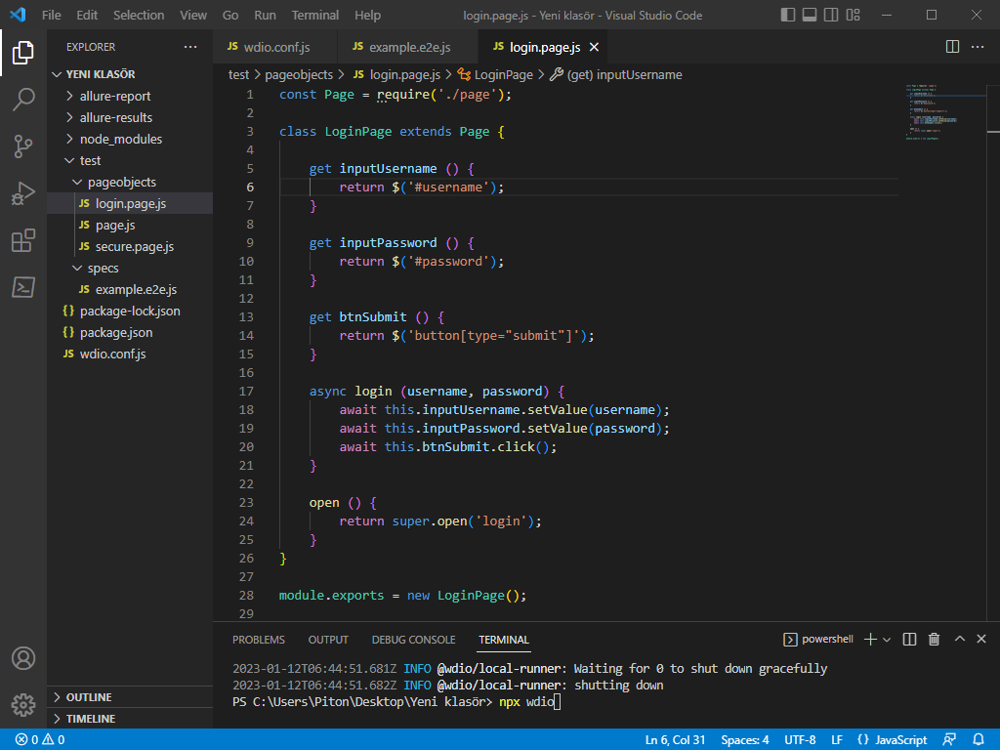 File Edit Selection View Go Run Terminal Help login.page.js - Yeni klasör - Visual Studio Code
EXPLORER
YENI KLASÖR
allure-report
allure-results
node_modules
test
pageobjects
JS login.page.js
JS page.js
JS secure.page.js
specs
JS example.e2e.js
{} package-lock.json
{} package.json
JS wdio.conf.js
OUTLINE
TIMELINE
JS wdio.conf.js JS example.e2e.js JS login.page.js
test > pageobjects > JS login.page.js > LoginPage > (get) inputUsername
1 const Page = require('./page');
2
3 class LoginPage extends Page {
4
5 get inputUsername () {
6 return $('#username');
7 }
8
9 get inputPassword () {
10 return $('#password');
11 }
12
13 get btnSubmit () {
14 return $('button[type="submit"]');
15 }
16
17 async login (username, password) {
18 await this.inputUsername.setValue(username);
19 await this.inputPassword.setValue(password);
20 await this.btnSubmit.click();
21 }
22
23 open () {
24 return super.open('login');
25 }
26 }
27
28 module.exports = new LoginPage();
29
PROBLEMS OUTPUT DEBUG CONSOLE TERMINAL powershell
2023-01-12T06:44:51.681Z INFO @wdio/local-runner: Waiting for 0 to shut down gracefully
2023-01-12T06:44:52.682Z INFO @wdio/local-runner: shutting down
PS C:\Users\Piton\Desktop\Yeni klasör> npx wdio
0 0 Ln 6, Col 31 Spaces: 4 UTF-8 LF {} JavaScript